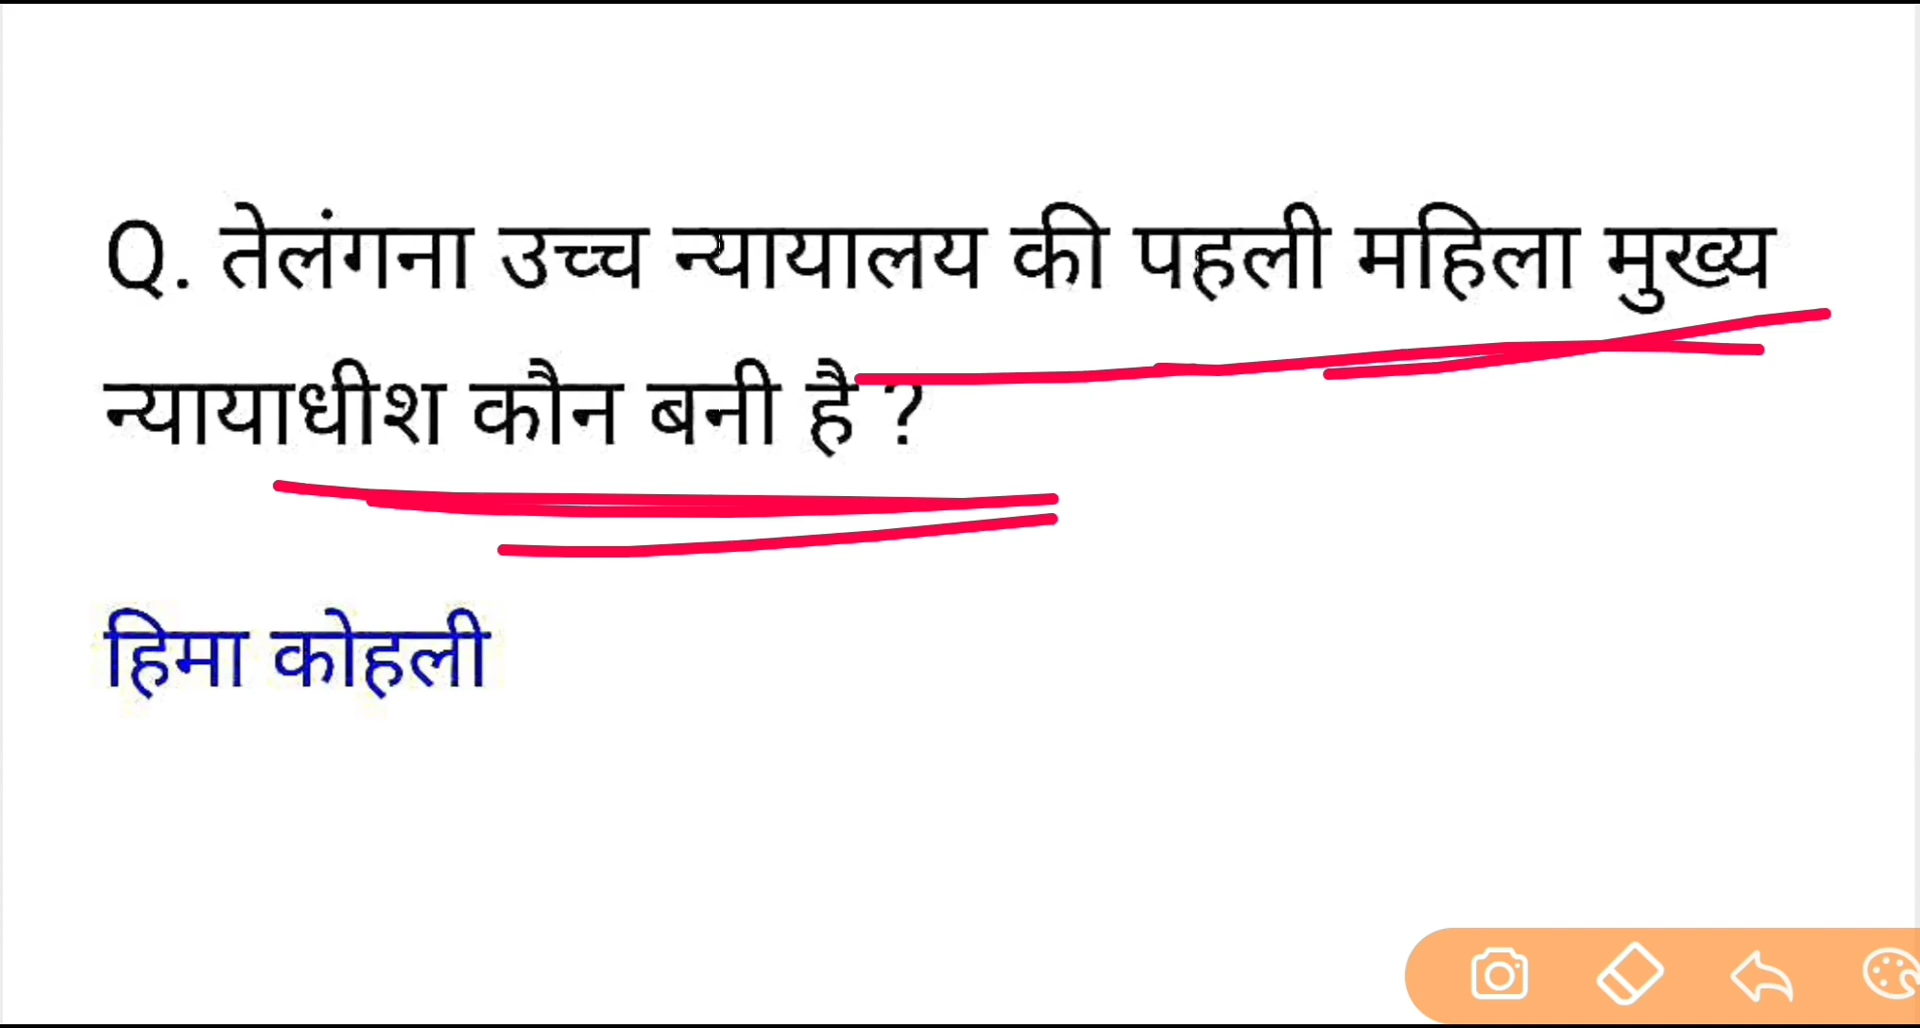 Q. तेलंगना उच्च न्यायालय की पहली महिला मुख्य
न्यायाधीश कौन बनी है ?
हिमा कोहली